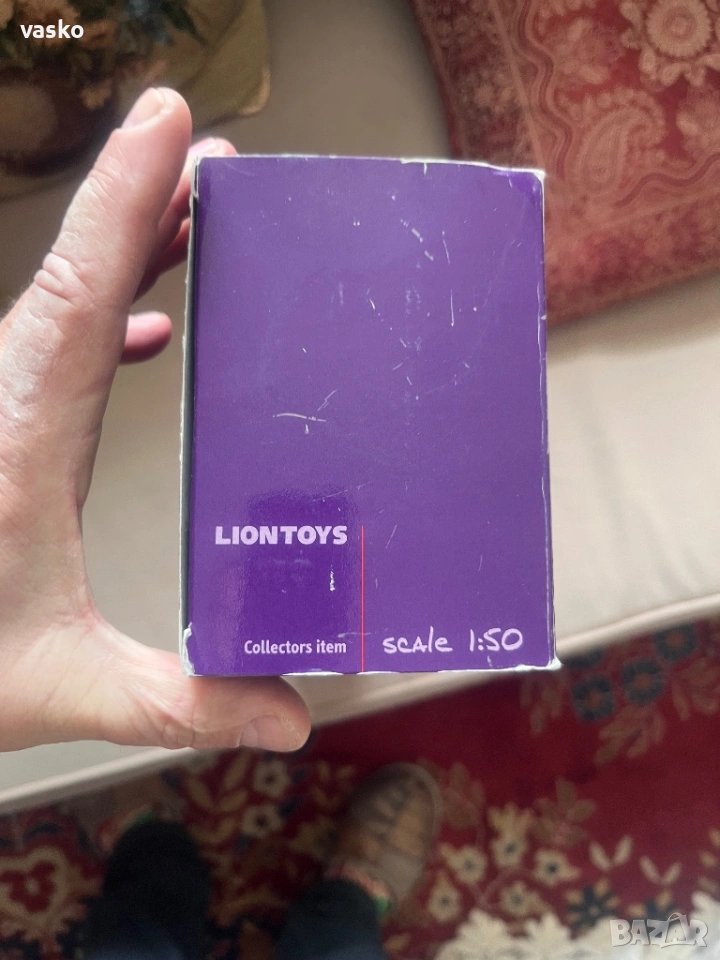 vasko
LIONTOYS
Collectors item
scale 1:50
BAZAR